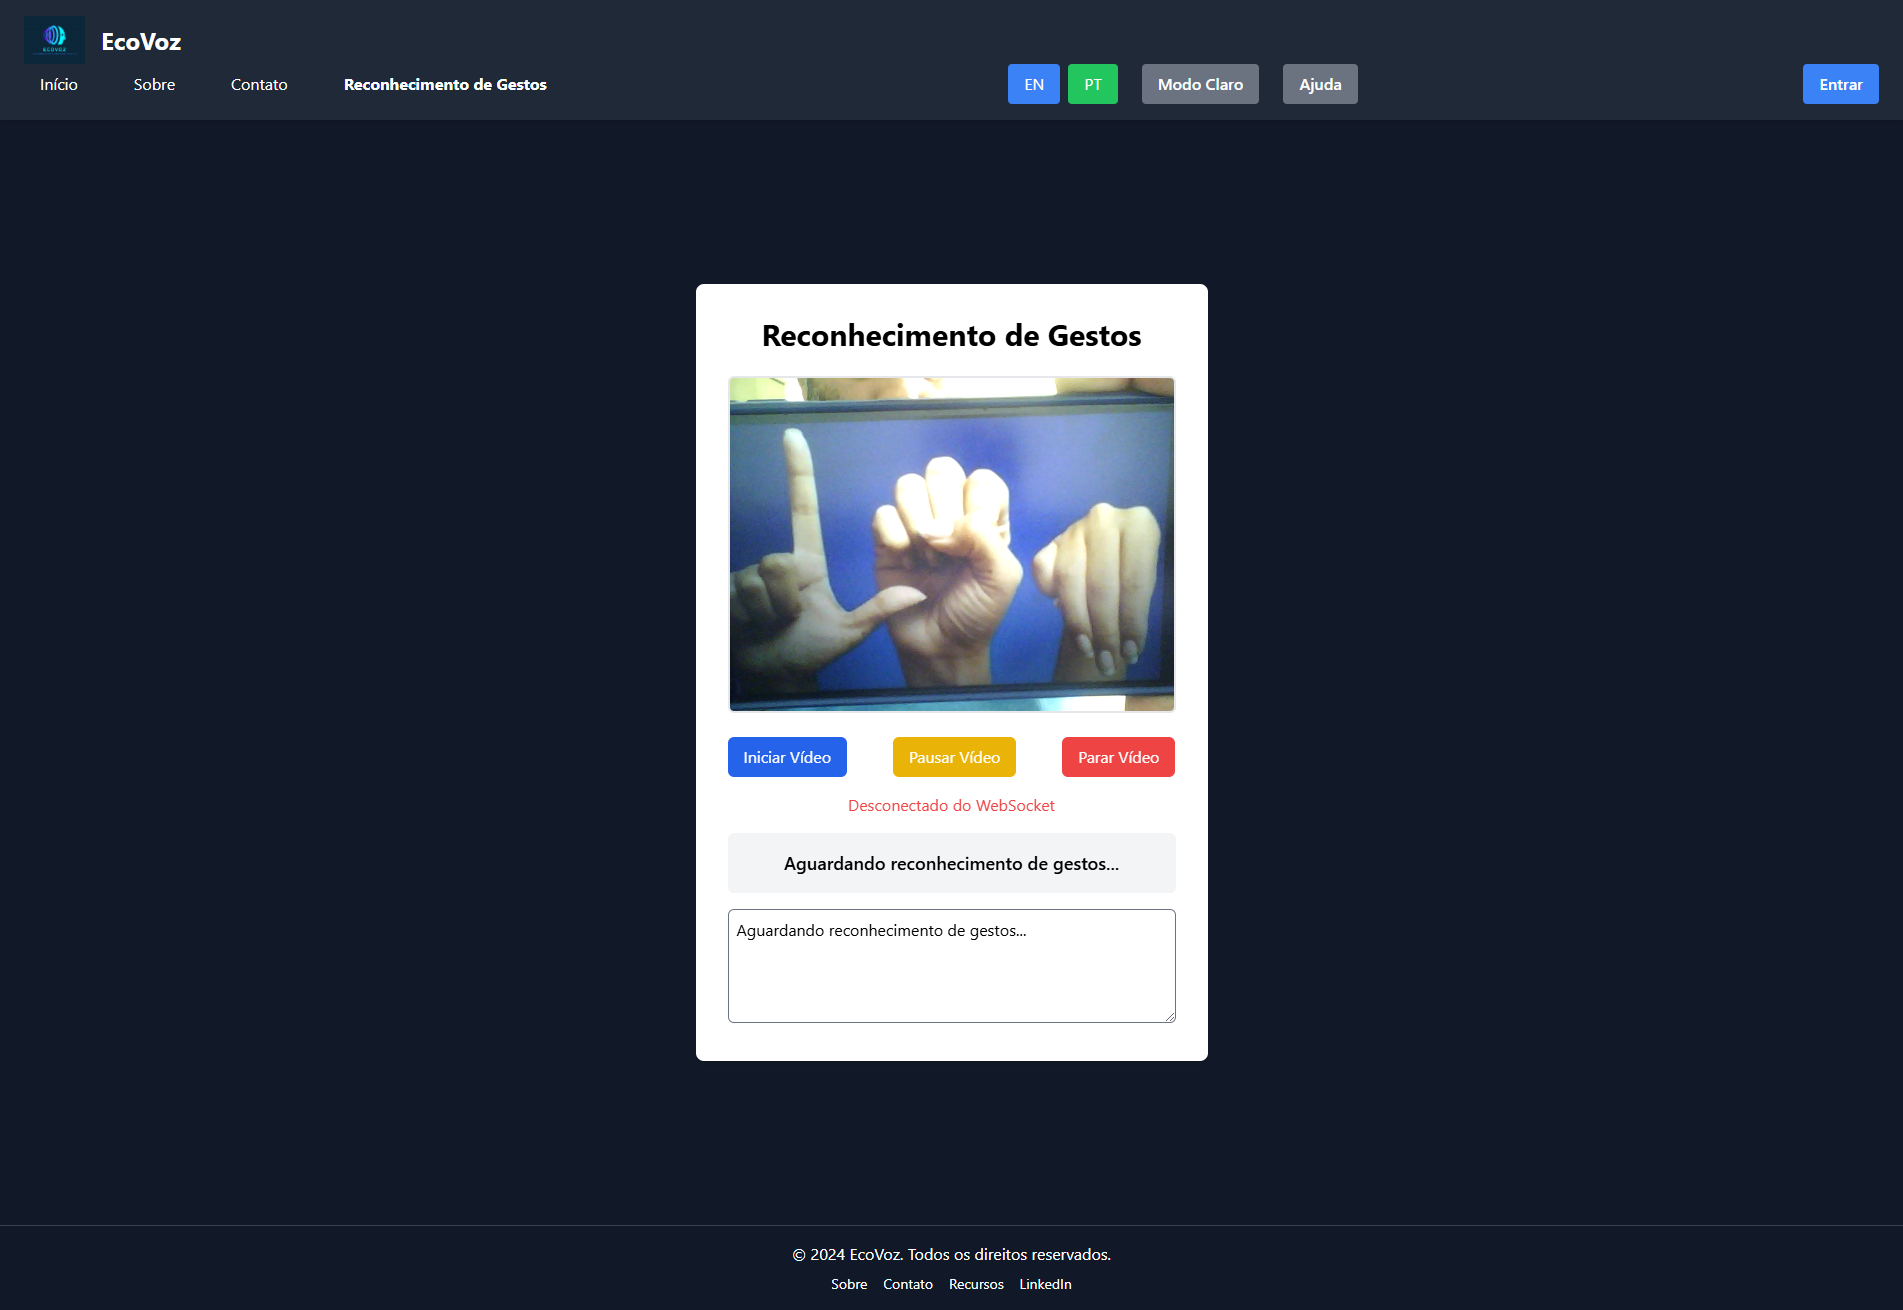 ECOVOZ
EcoVoz
Início
Sobre
Contato
Reconhecimento de Gestos
EN
PT
Modo Claro
Ajuda
Entrar
Reconhecimento de Gestos
Iniciar Vídeo
Pausar Vídeo
Parar Vídeo
Desconectado do WebSocket
Aguardando reconhecimento de gestos...
Aguardando reconhecimento de gestos...
© 2024 EcoVoz. Todos os direitos reservados.
Sobre
Contato
Recursos
LinkedIn